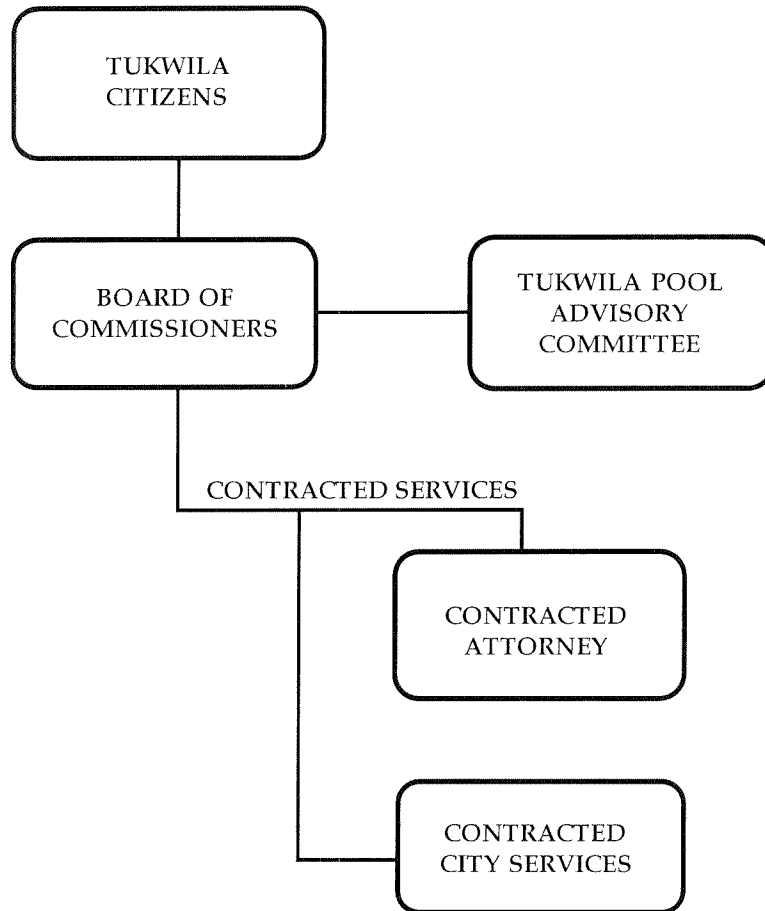 TUKWILA
CITIZENS
BOARD OF
COMMISSIONERS
TUKWILA POOL
ADVISORY
COMMITTEE
CONTRACTED SERVICES
CONTRACTED
ATTORNEY
CONTRACTED
CITY SERVICES